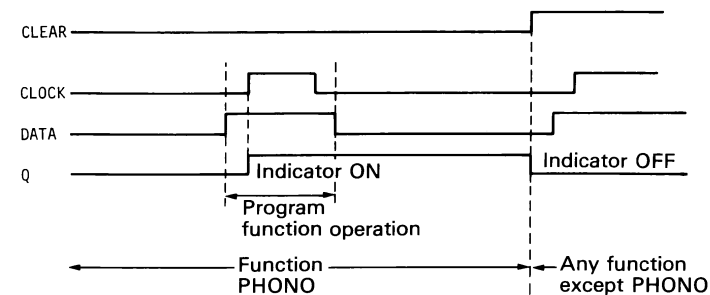 CLEAR
CLOCK
DATA
Q
Indicator ON
Indicator OFF
Program
function operation
Function
PHONO
Any function
except PHONO